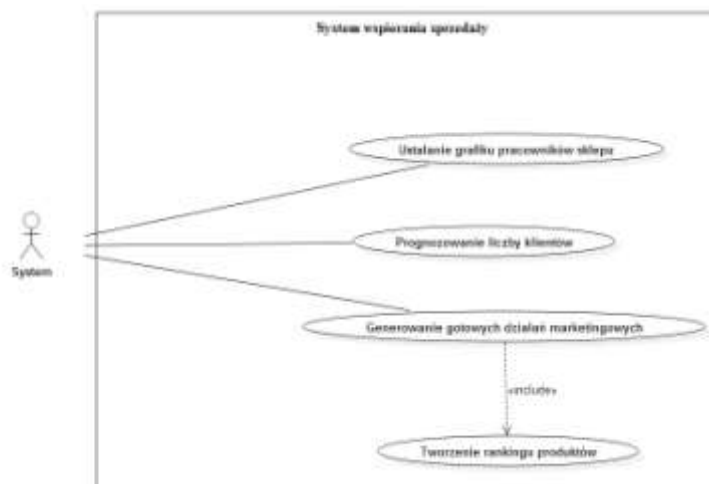 System wspierania sprzedaży
Ustalanie grafiku pracowników sklepu
Prognozowanie liczby klientów
System
Generowanie gotowych działań marketingowych
«include»
Tworzenie rankingu produktów